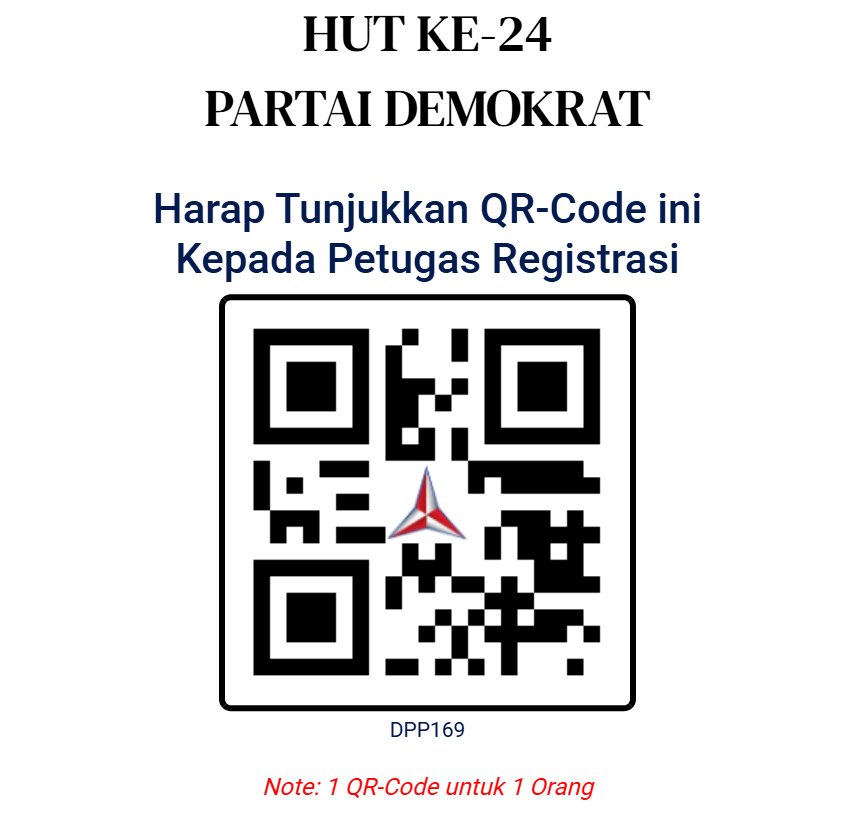 HUT KE-24
PARTAI DEMOKRAT
Harap Tunjukkan QR-Code ini
Kepada Petugas Registrasi
DPP169
Note: 1 QR-Code untuk 1 Orang